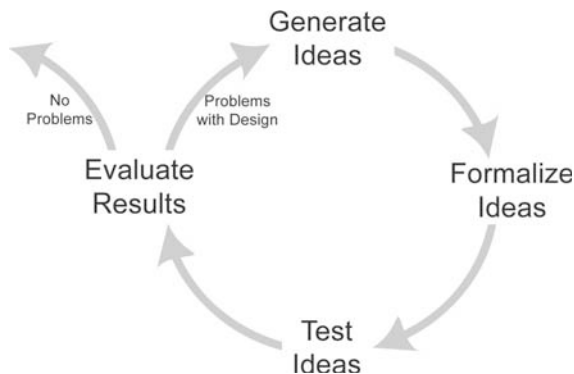 Generate
Ideas
No
Problems
Problems
with Design
Evaluate
Results
Formalize
Ideas
Test
Ideas